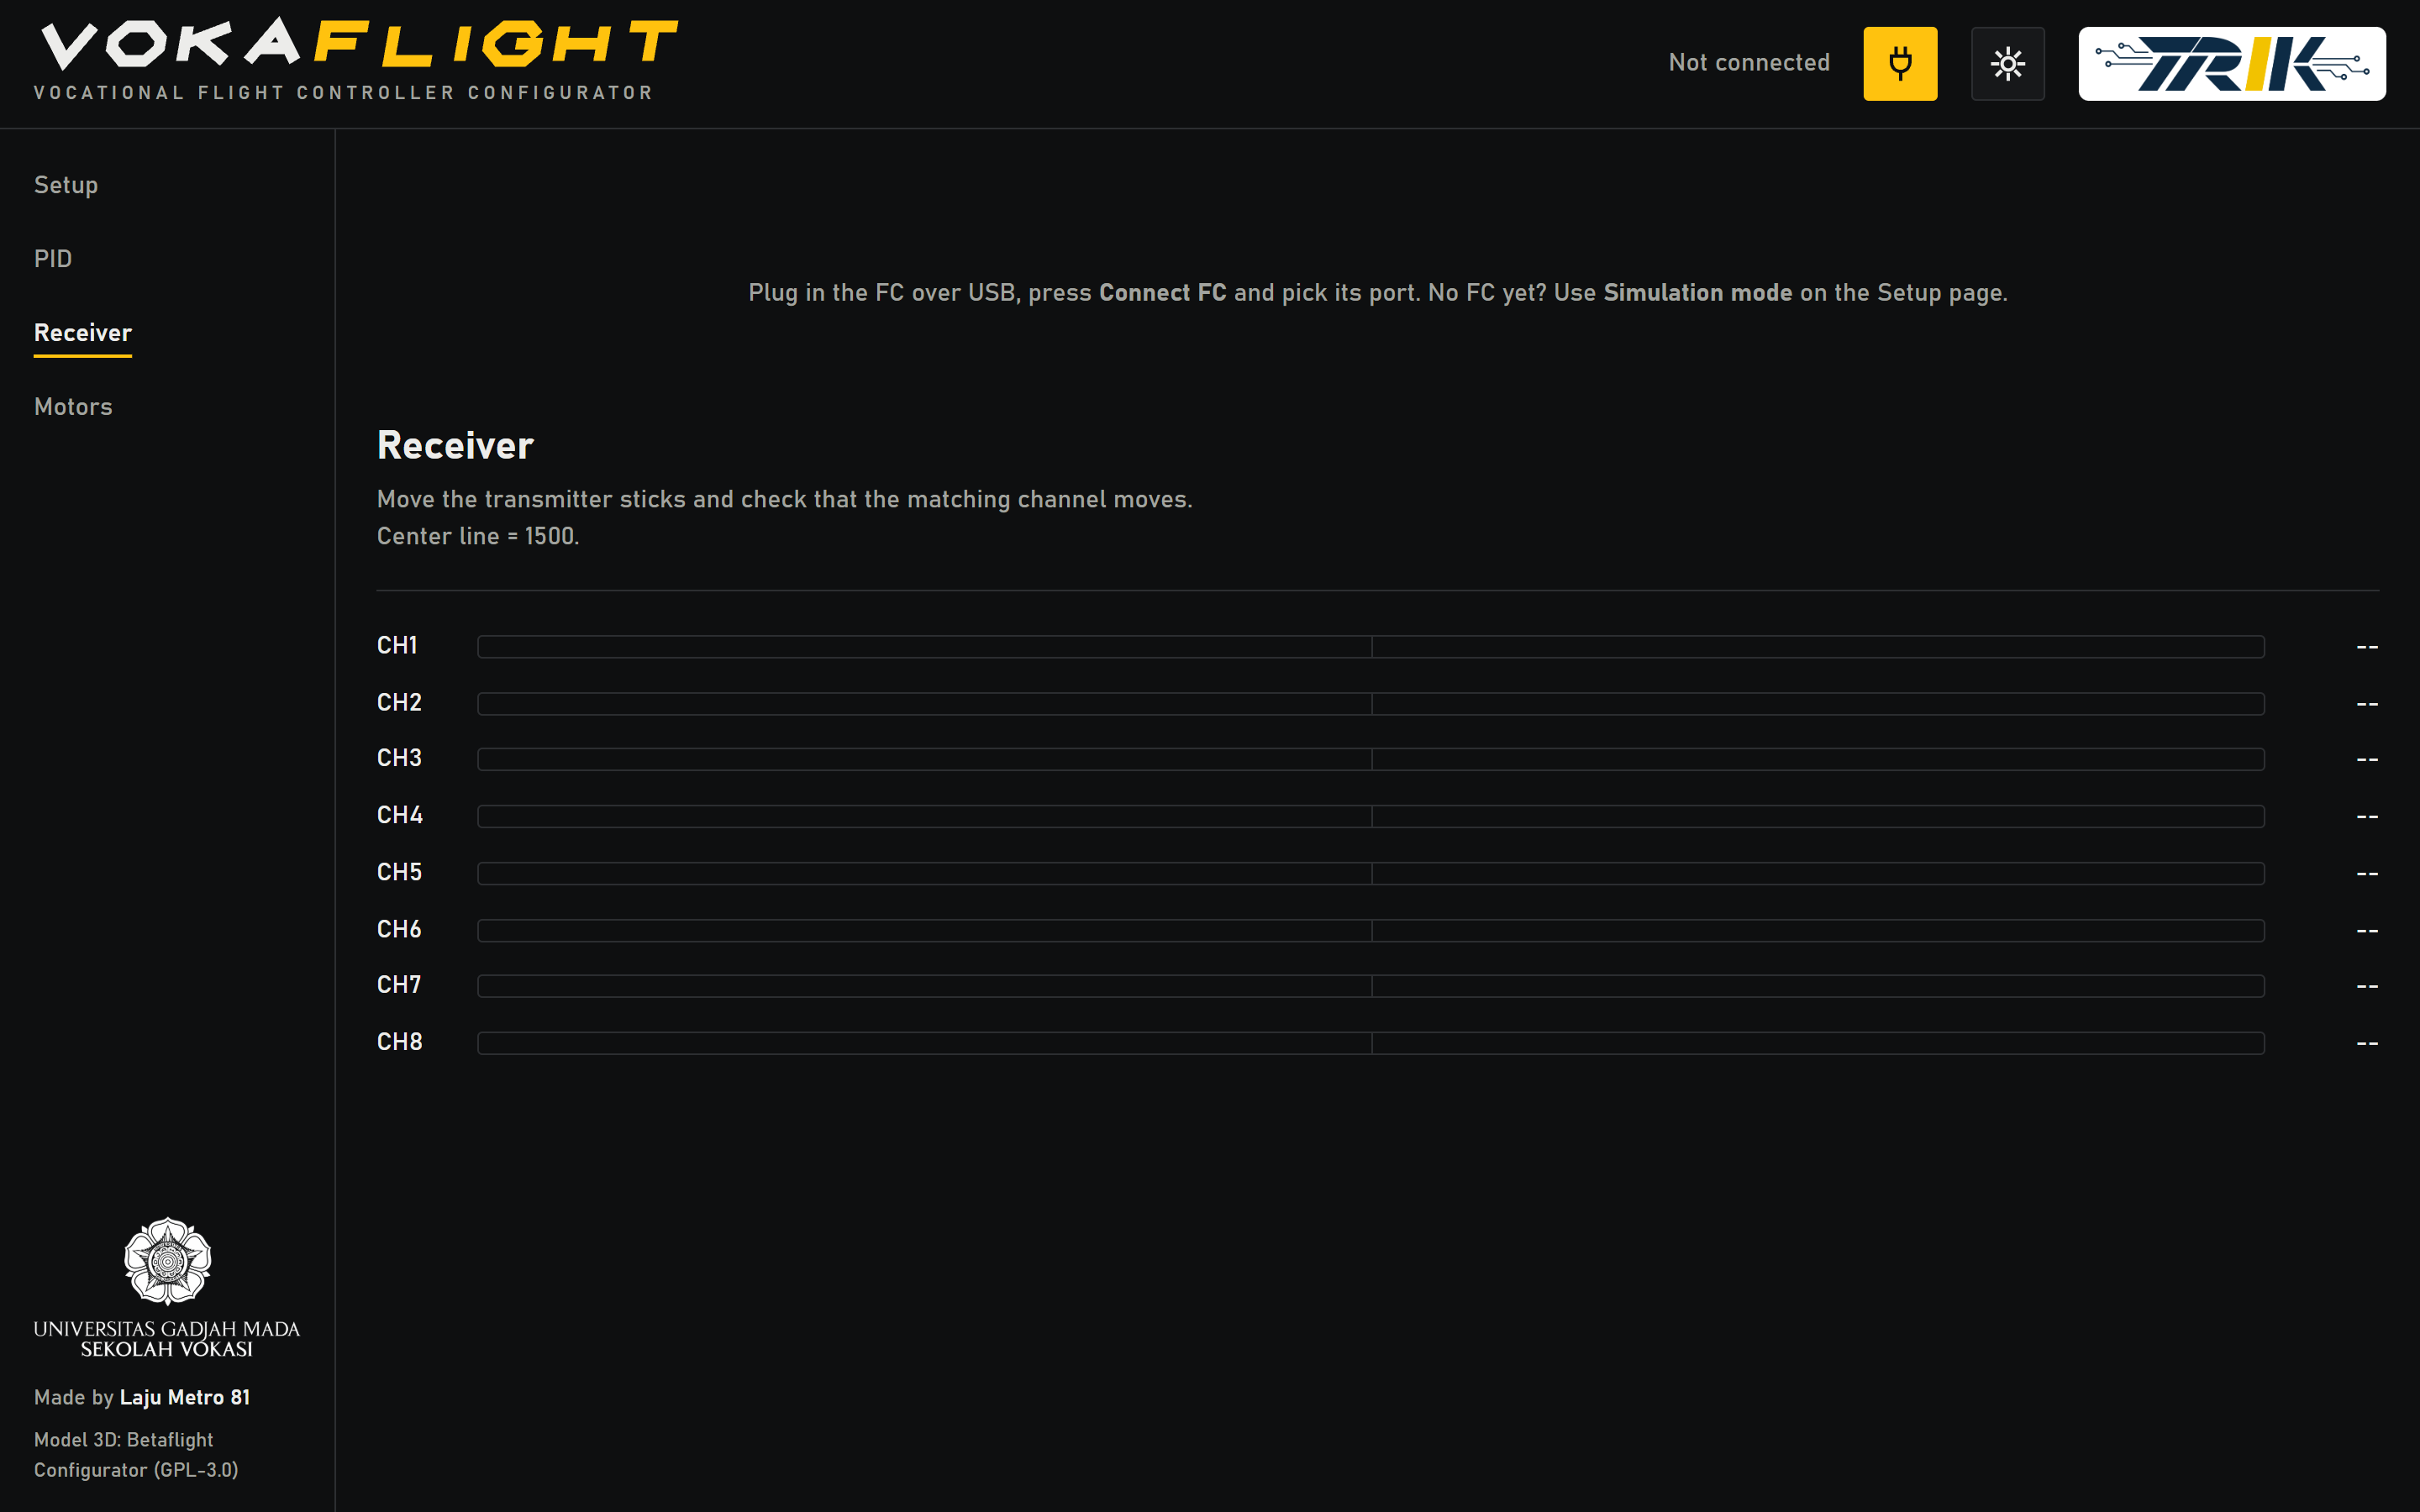 VOKAFLIGHT
VOCATIONAL FLIGHT CONTROLLER CONFIGURATOR
Not connected
TRIK
Setup
PID
Receiver
Motors
Plug in the FC over USB, press Connect FC and pick its port. No FC yet? Use Simulation mode on the Setup page.
Receiver
Move the transmitter sticks and check that the matching channel moves.
Center line = 1500.
CH1 --
CH2 --
CH3 --
CH4 --
CH5 --
CH6 --
CH7 --
CH8 --
UNIVERSITAS GADJAH MADA
SEKOLAH VOKASI
Made by Laju Metro 81
Model 3D: Betaflight
Configurator (GPL-3.0)